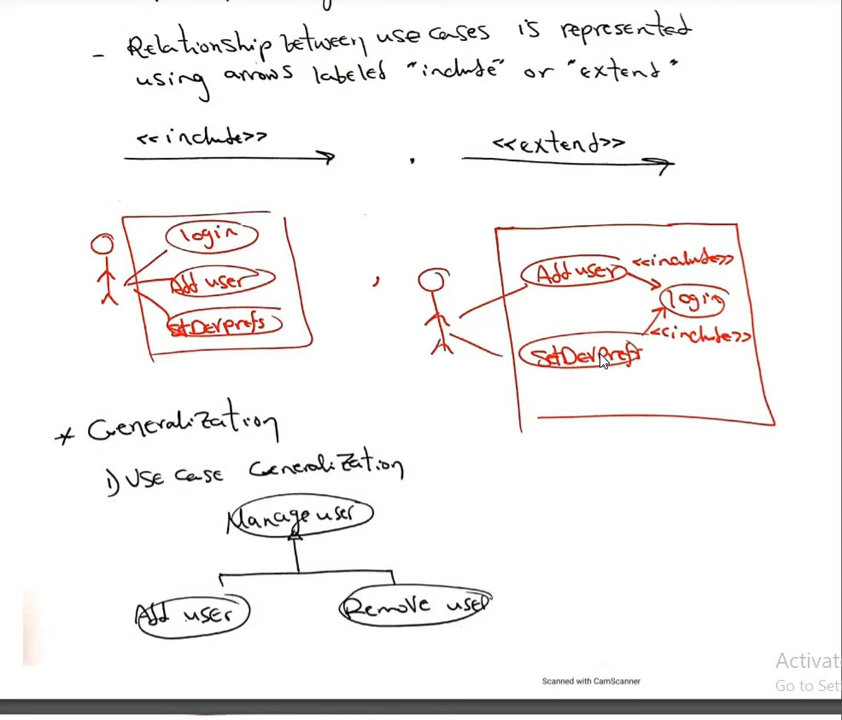 - Relationship between use cases is represented
using arrows labeled "include" or "extend"
<<include>>
<<extend>>
login
Add user
SetDevprefs
Add user
<<include>>
login
<<include>>
SetDevPrefs
* Generalization
1) Use case Generalization
Manage user
Add user
Remove user
Scanned with CamScanner
Activat
Go to Set